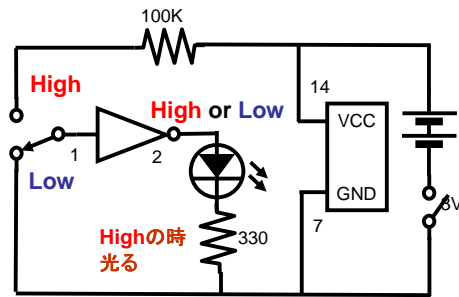 100K
High
14
High or Low
VCC
1
2
Low
GND
3V
7
Highの時
330
光る